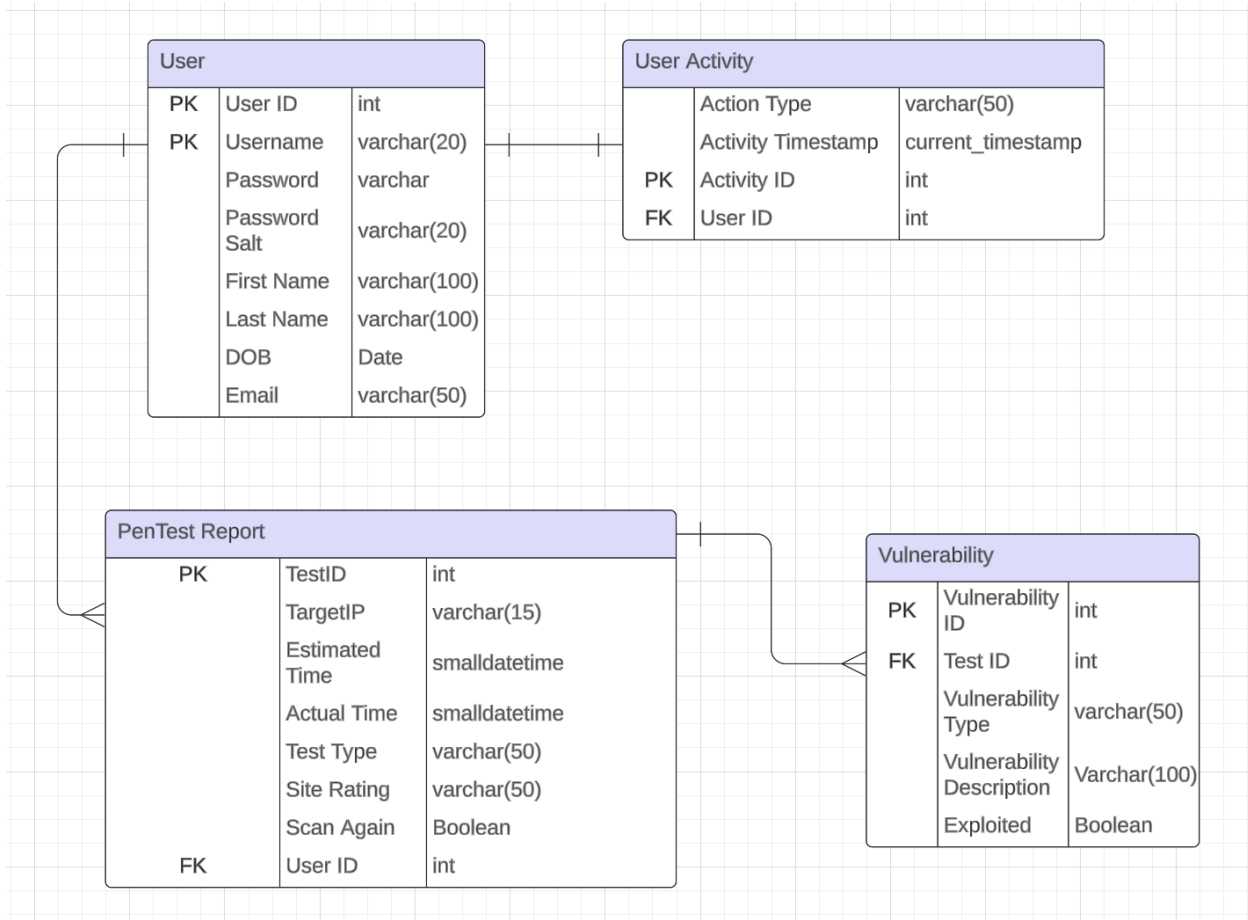 User
PK User ID int
PK Username varchar(20)
Password varchar
Password
Salt
varchar(20)
First Name varchar(100)
Last Name varchar(100)
DOB Date
Email varchar(50)
User Activity
Action Type varchar(50)
Activity Timestamp current_timestamp
PK Activity ID int
FK User ID int
PenTest Report
PK TestID int
TargetIP varchar(15)
Estimated
Time
smalldatetime
Actual Time smalldatetime
Test Type varchar(50)
Site Rating varchar(50)
Scan Again Boolean
FK User ID int
Vulnerability
PK Vulnerability
ID
int
FK Test ID int
Vulnerability
Type
varchar(50)
Vulnerability
Description
Varchar(100)
Exploited Boolean